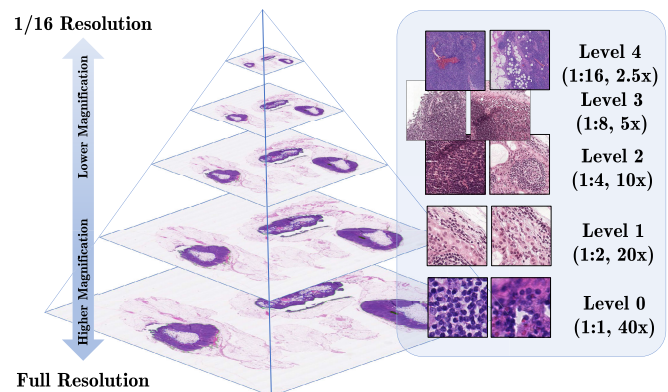 1/16 Resolution
Lower Magnification
Higher Magnification
Full Resolution
Level 4
(1:16, 2.5x)
Level 3
(1:8, 5x)
Level 2
(1:4, 10x)
Level 1
(1:2, 20x)
Level 0
(1:1, 40x)